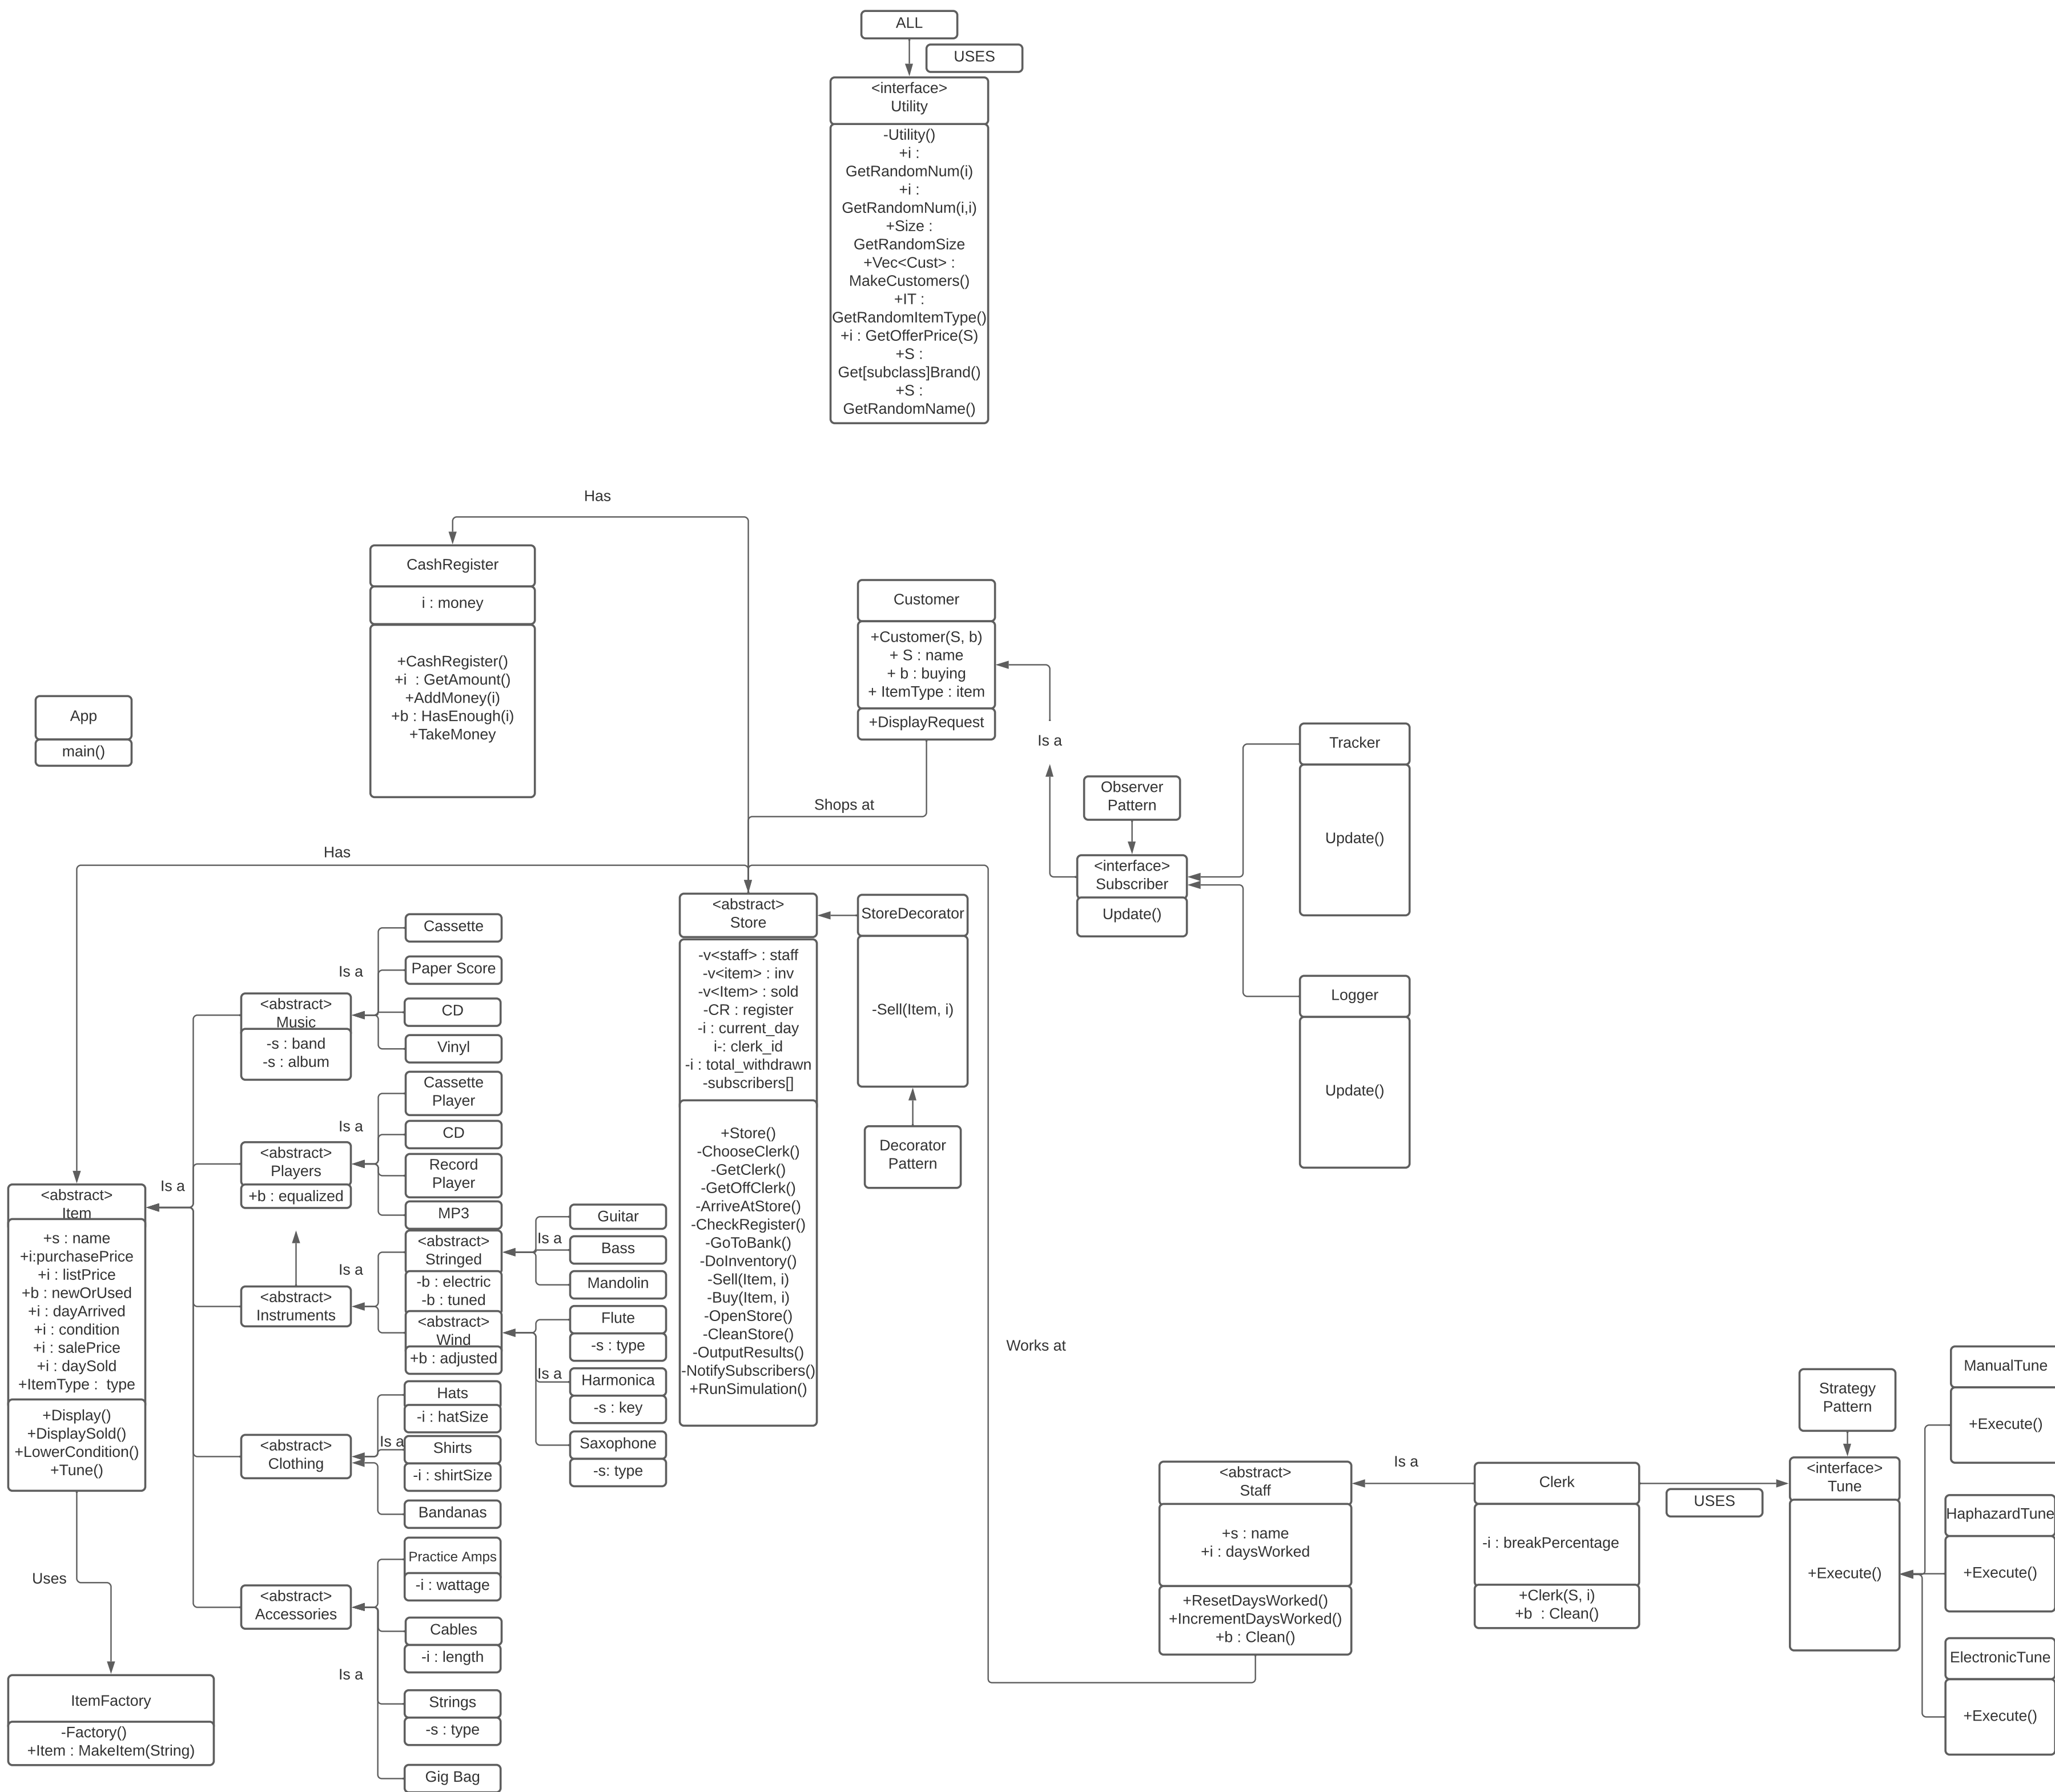 ALL
USES
<interface>
Utility
-Utility()
+i :
GetRandomNum(i)
+i :
GetRandomNum(i,i)
+Size :
GetRandomSize
+Vec<Cust> :
MakeCustomers()
+IT :
GetRandomItemType()
+i : GetOfferPrice(S)
+S :
Get[subclass]Brand()
+S :
GetRandomName()
Has
CashRegister
i : money
+CashRegister()
+i  : GetAmount()
+AddMoney(i)
+b : HasEnough(i)
+TakeMoney
Customer
+Customer(S, b)
+ S : name
+ b : buying
+ ItemType : item
+DisplayRequest
App
main()
Is a
Shops at
Has
Observer
Pattern
<interface>
Subscriber
Update()
Tracker
Update()
Logger
Update()
<abstract>
Store
-v<staff> : staff
-v<item> : inv
-v<Item> : sold
-CR : register
-i : current_day
i-: clerk_id
-i : total_withdrawn
-subscribers[]
+Store()
-ChooseClerk()
-GetClerk()
-GetOffClerk()
-ArriveAtStore()
-CheckRegister()
-GoToBank()
-DoInventory()
-Sell(Item, i)
-Buy(Item, i)
-OpenStore()
-CleanStore()
-OutputResults()
-NotifySubscribers()
+RunSimulation()
StoreDecorator
-Sell(Item, i)
Decorator
Pattern
<abstract>
Item
+s : name
+i:purchasePrice
+i : listPrice
+b : newOrUsed
+i : dayArrived
+i : condition
+i : salePrice
+i : daySold
+ItemType :  type
+Display()
+DisplaySold()
+LowerCondition()
+Tune()
Uses
ItemFactory
-Factory()
+Item : MakeItem(String)
Is a
<abstract>
Music
-s : band
-s : album
Is a
Cassette
Paper Score
CD
Vinyl
<abstract>
Players
+b : equalized
Is a
Cassette
Player
CD
Record
Player
MP3
<abstract>
Instruments
Is a
<abstract>
Stringed
-b : electric
-b : tuned
<abstract>
Wind
+b : adjusted
Is a
Guitar
Bass
Mandolin
Is a
Flute
-s : type
Harmonica
-s : key
Saxophone
-s: type
<abstract>
Clothing
Is a
Hats
-i : hatSize
Shirts
-i : shirtSize
Bandanas
<abstract>
Accessories
Is a
Practice Amps
-i : wattage
Cables
-i : length
Strings
-s : type
Gig Bag
Works at
<abstract>
Staff
+s : name
+i : daysWorked
+ResetDaysWorked()
+IncrementDaysWorked()
+b : Clean()
Is a
Clerk
-i : breakPercentage
+Clerk(S, i)
+b  : Clean()
USES
Strategy
Pattern
<interface>
Tune
+Execute()
ManualTune
+Execute()
HaphazardTune
+Execute()
ElectronicTune
+Execute()